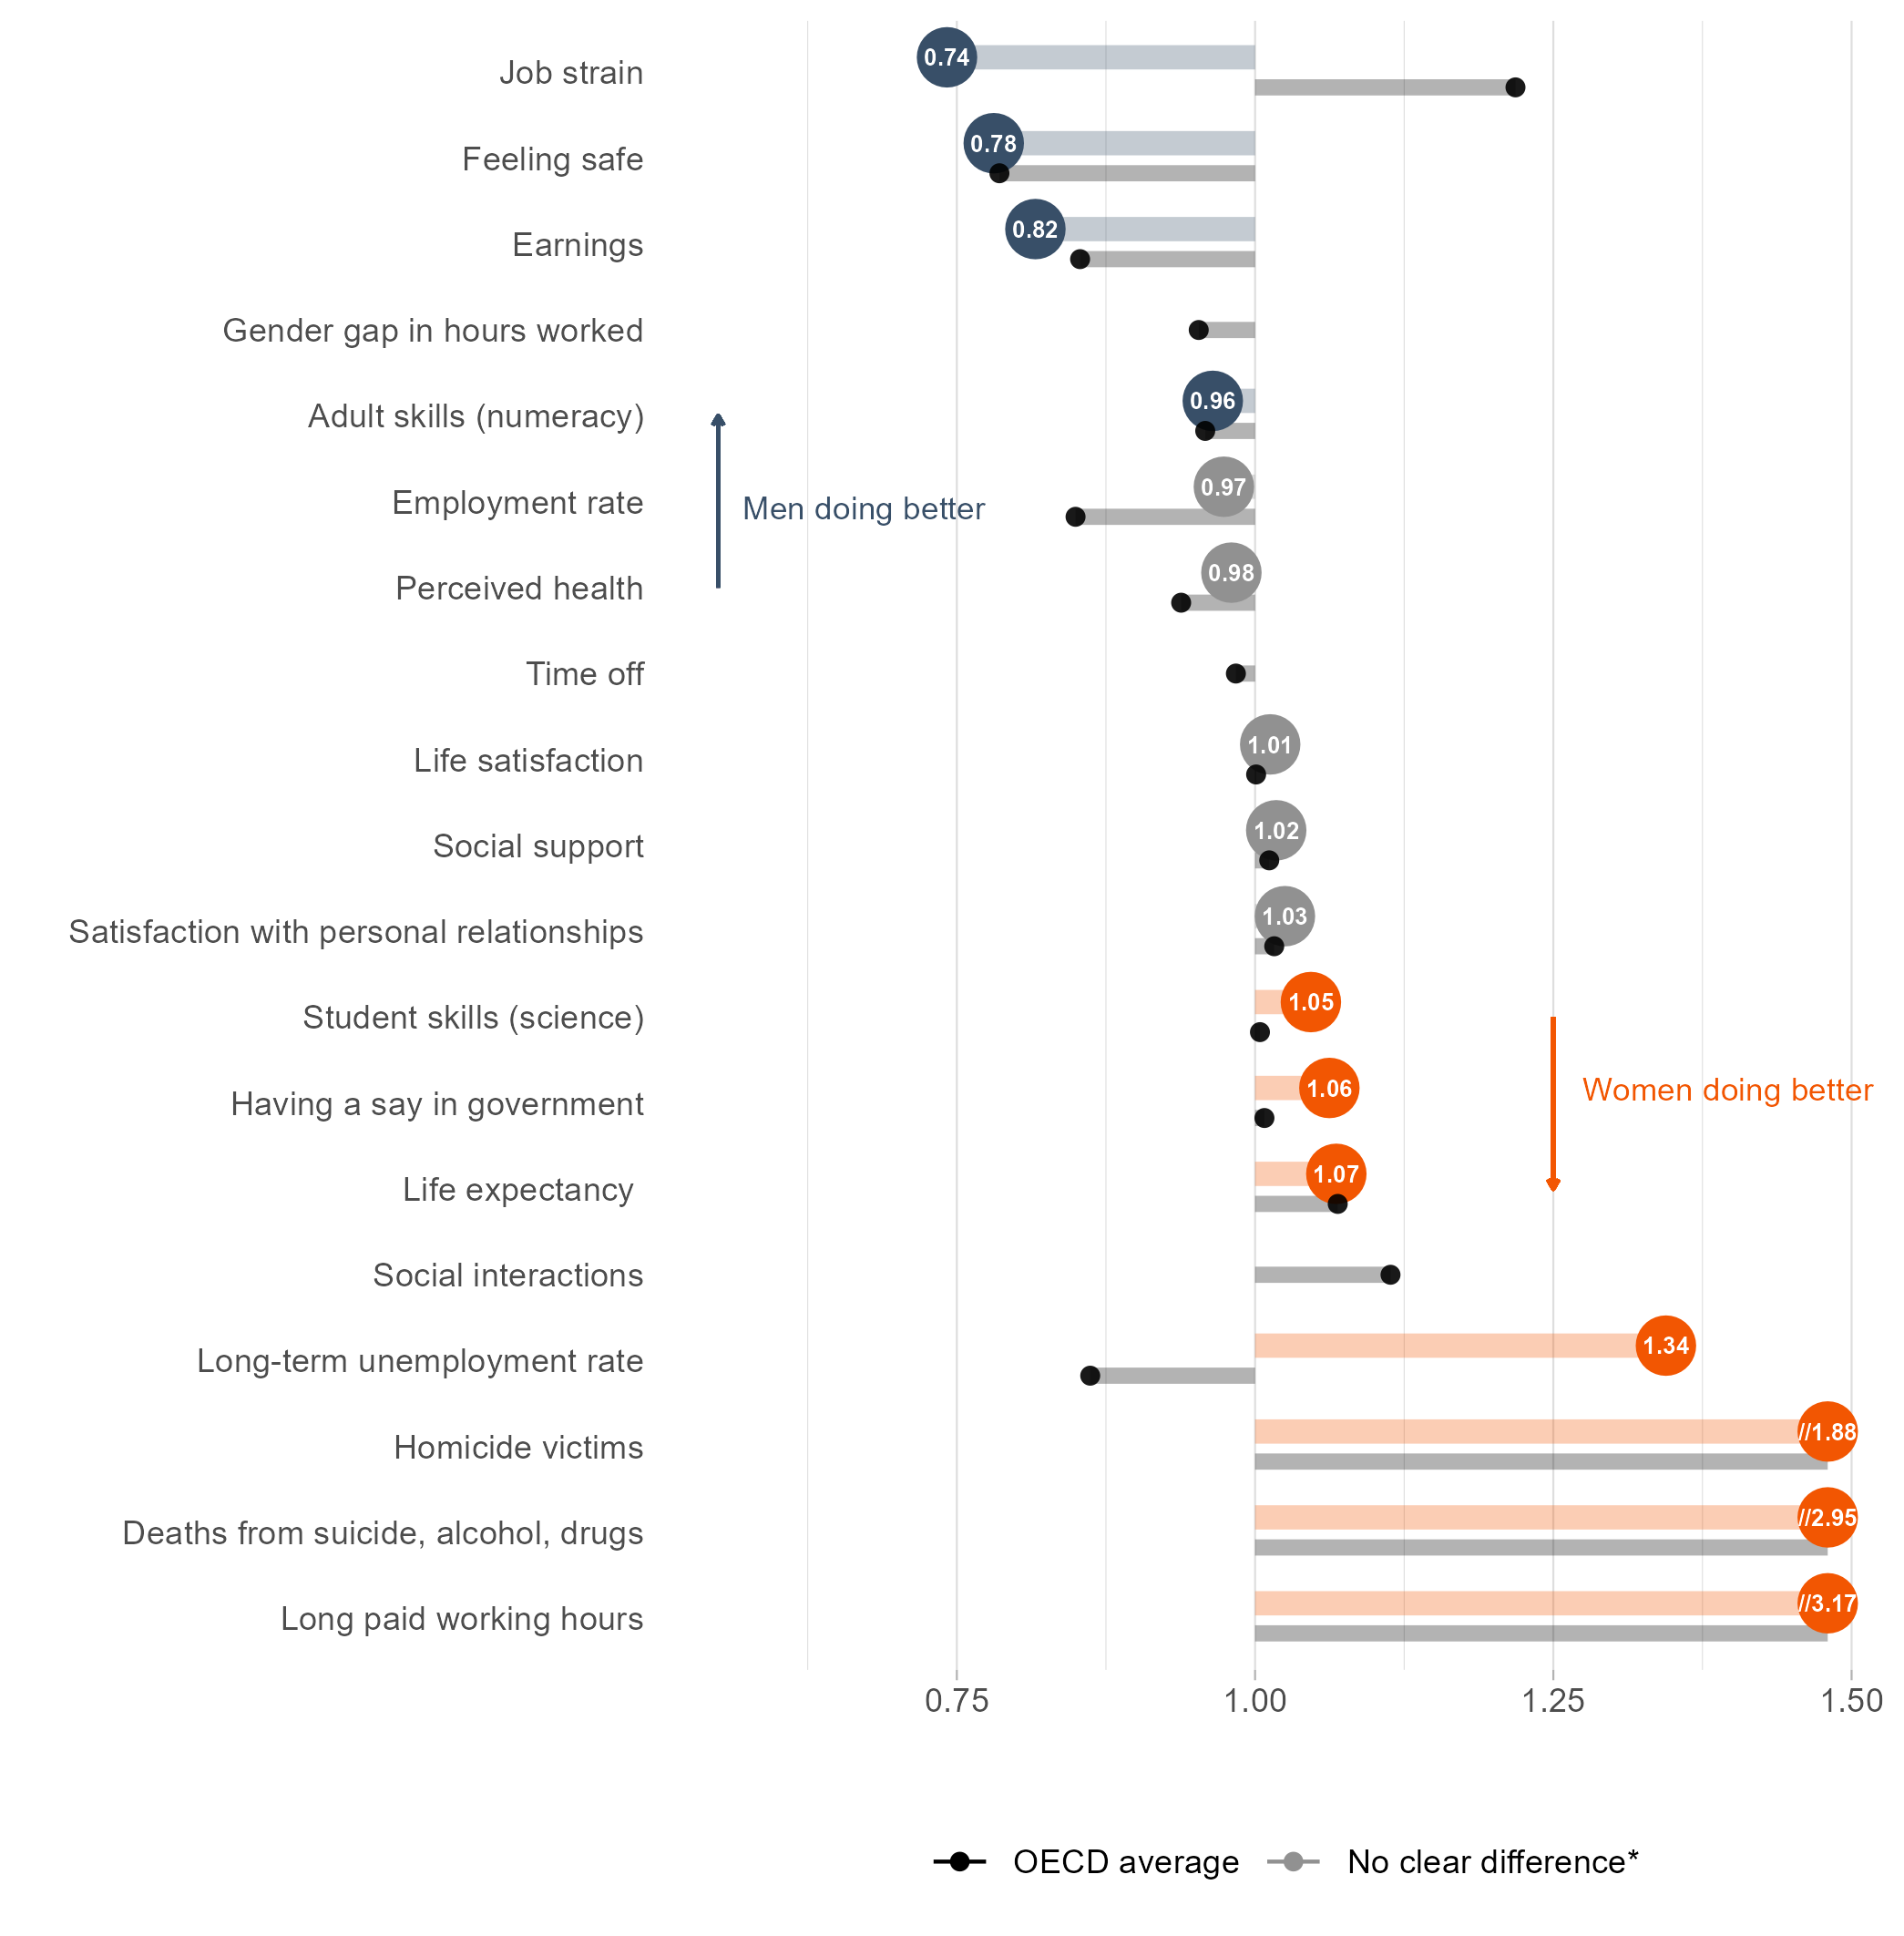 Job strain 0.74
Feeling safe 0.78
Earnings 0.82
Gender gap in hours worked
Adult skills (numeracy) 0.96
Employment rate 0.97
Men doing better
Perceived health 0.98
Time off
Life satisfaction 1.01
Social support 1.02
Satisfaction with personal relationships 1.03
Student skills (science) 1.05
Having a say in government 1.06
Women doing better
Life expectancy 1.07
Social interactions
Long-term unemployment rate 1.34
Homicide victims //1.88
Deaths from suicide, alcohol, drugs //2.95
Long paid working hours //3.17
0.75 1.00 1.25 1.50
OECD average No clear difference*